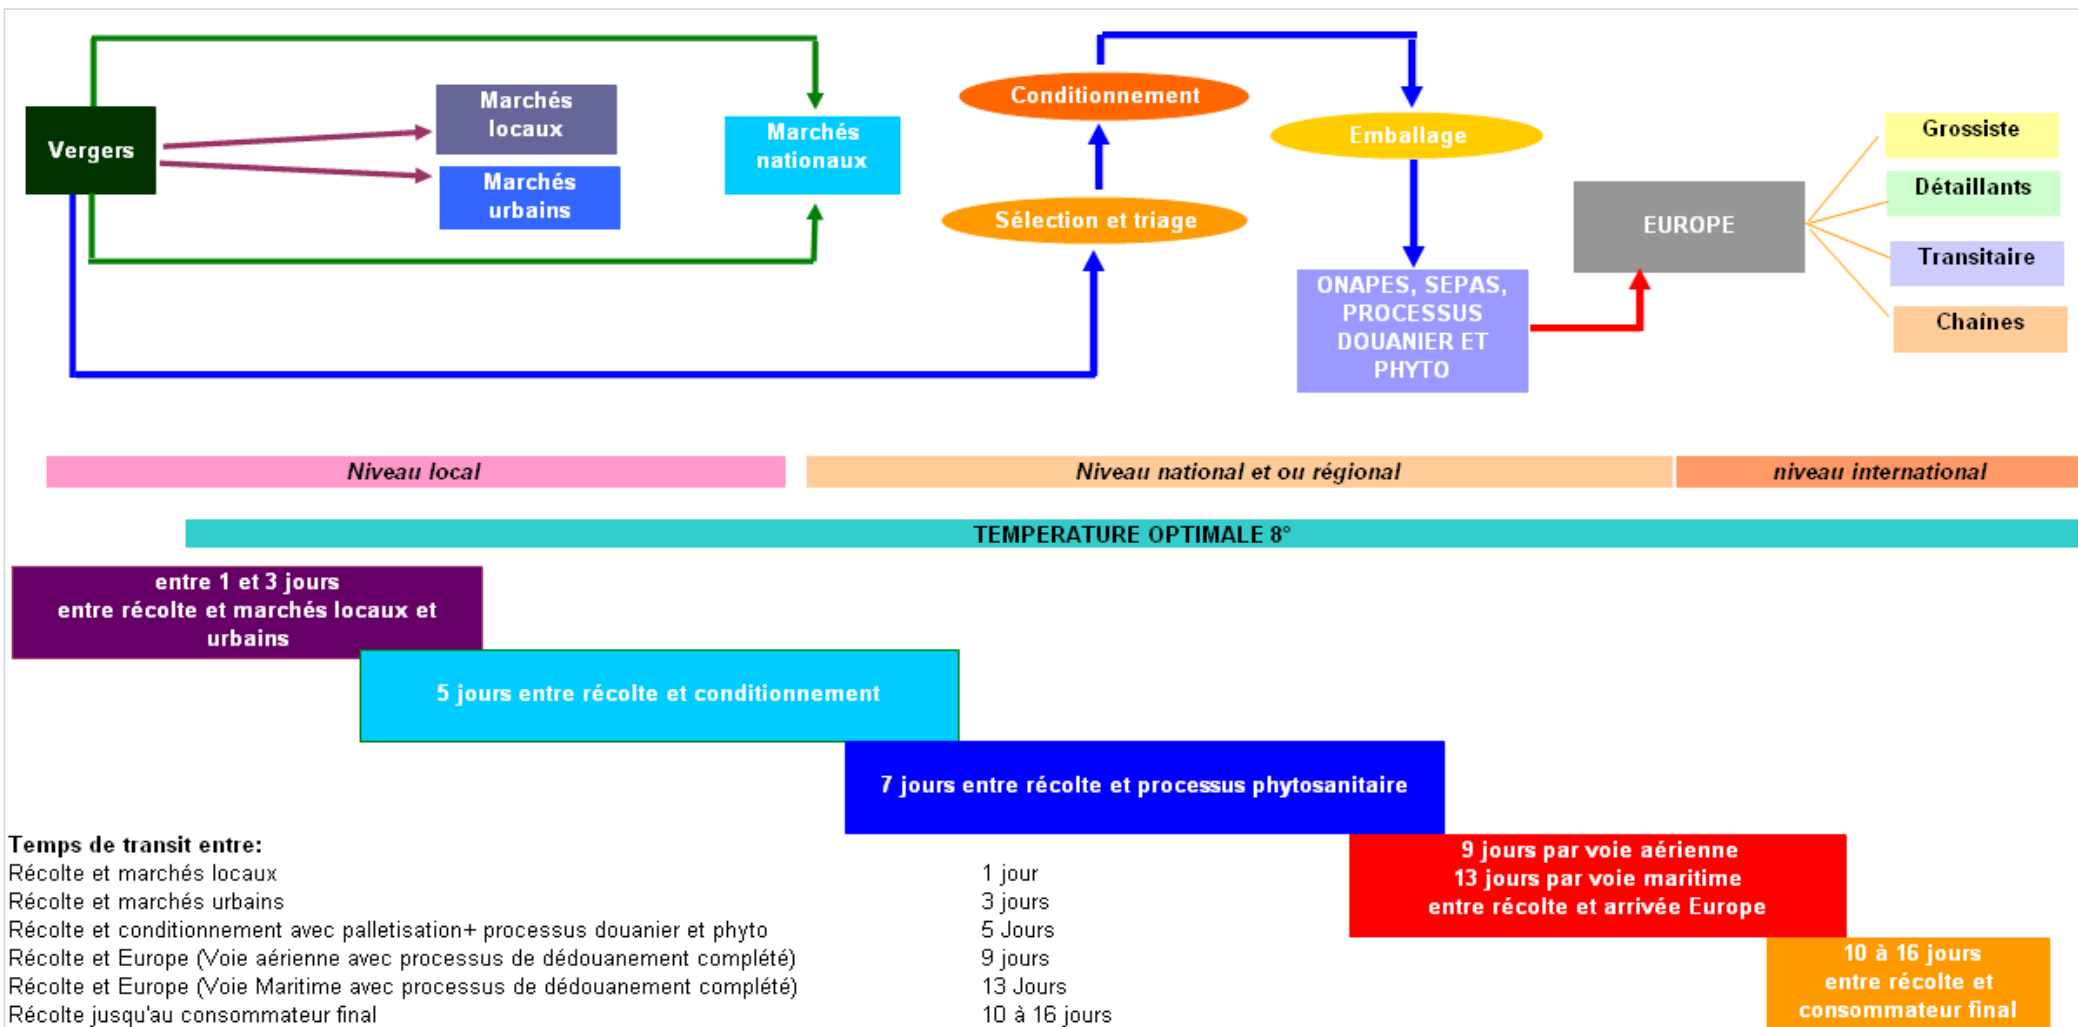 Vergers
Marchés
locaux
Marchés
urbains
Marchés
nationaux
Conditionnement
Sélection et triage
Emballage
ONAPES, SEPAS,
PROCESSUS
DOUANIER ET
PHYTO
EUROPE
Grossiste
Détaillants
Transitaire
Chaînes
Niveau local
Niveau national et ou régional
niveau international
TEMPERATURE OPTIMALE 8°
entre 1 et 3 jours
entre récolte et marchés locaux et
urbains
5 jours entre récolte et conditionnement
7 jours entre récolte et processus phytosanitaire
9 jours par voie aérienne
13 jours par voie maritime
entre récolte et arrivée Europe
10 à 16 jours
entre récolte et
consommateur final
Temps de transit entre:
Récolte et marchés locaux 1 jour
Récolte et marchés urbains 3 jours
Récolte et conditionnement avec palletisation+ processus douanier et phyto 5 Jours
Récolte et Europe (Voie aérienne avec processus de dédouanement complété) 9 jours
Récolte et Europe (Voie Maritime avec processus de dédouanement complété) 13 Jours
Récolte jusqu'au consommateur final 10 à 16 jours